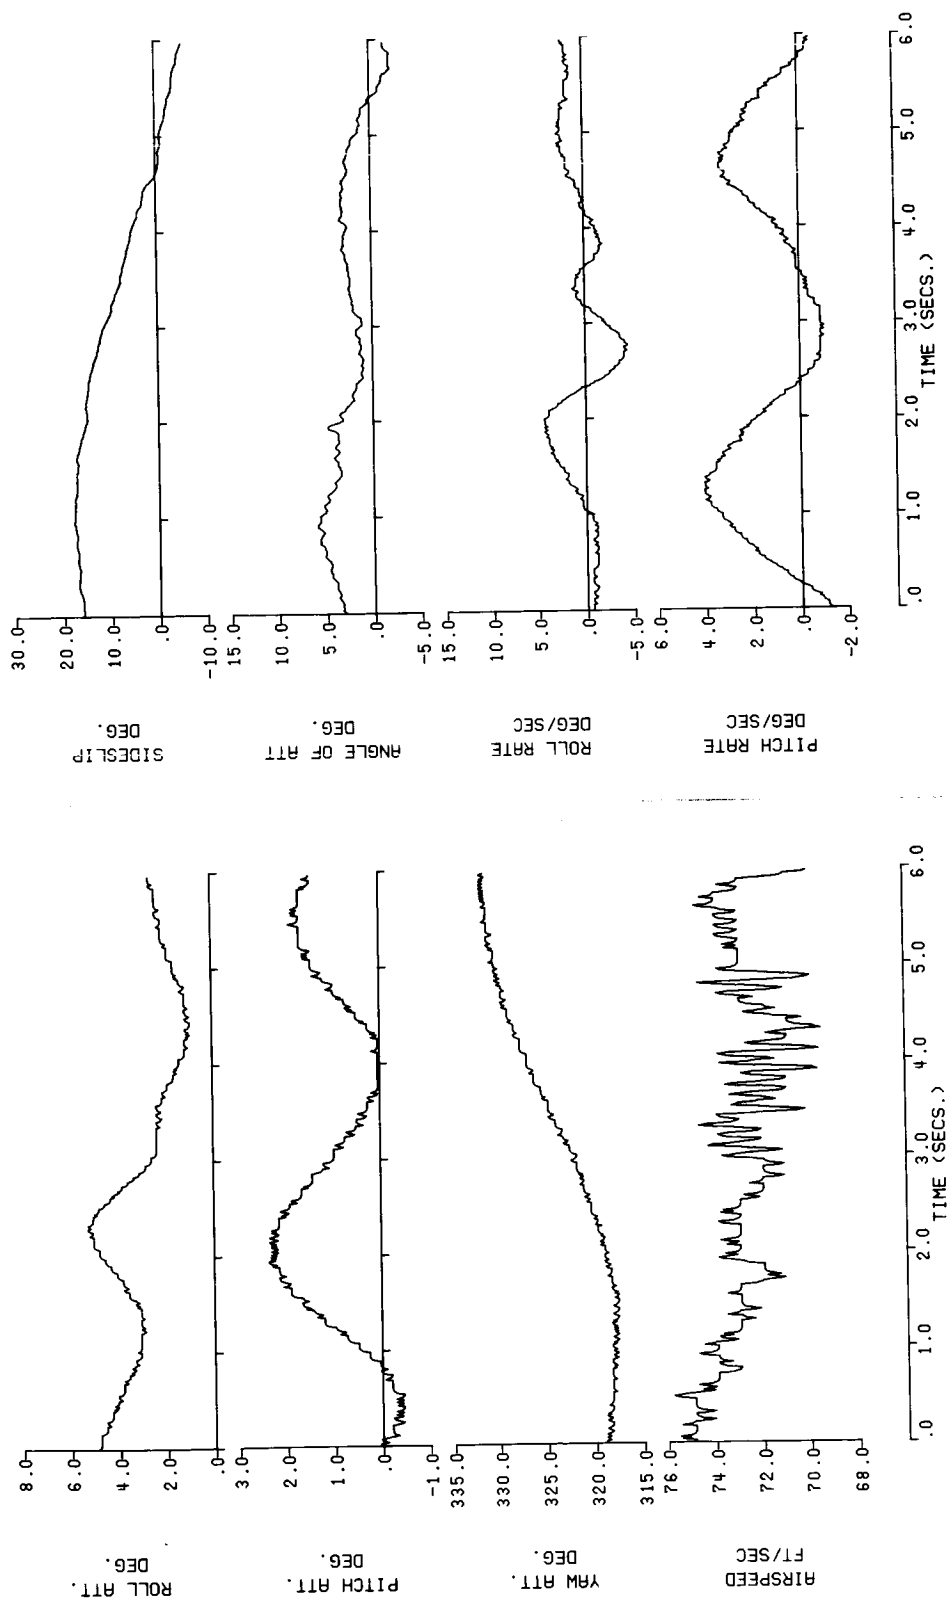 SIDESLIP
DEG.
30.0
20.0
10.0
.0
-10.0
ANGLE OF ATT
DEG.
15.0
10.0
5.0
.0
-5.0
ROLL RATE
DEG/SEC
15.0
10.0
5.0
.0
-5.0
PITCH RATE
DEG/SEC
6.0
4.0
2.0
.0
-2.0
.0 1.0 2.0 3.0 4.0 5.0 6.0
TIME (SECS.)
ROLL ATT.
DEG.
8.0
6.0
4.0
2.0
.0
PITCH ATT.
DEG.
3.0
2.0
1.0
.0
-1.0
YAW ATT.
DEG.
335.0
330.0
325.0
320.0
315.0
AIRSPEED
FT/SEC
76.0
74.0
72.0
70.0
68.0
.0 1.0 2.0 3.0 4.0 5.0 6.0
TIME (SECS.)